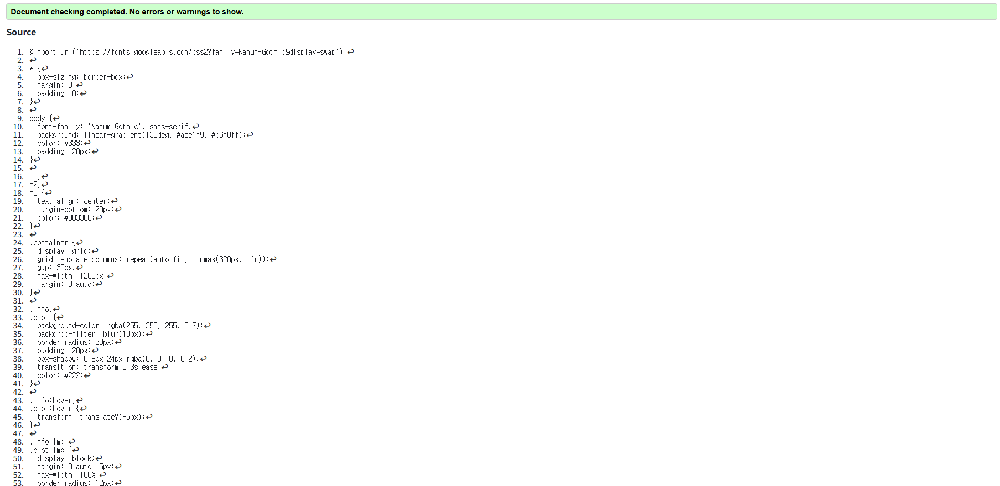 Document checking completed. No errors or warnings to show.
Source
1. @import url('https://fonts.googleapis.com/css2?family=Nanum+Gothic&display=swap');↩
2. ↩
3. * {↩
4.   box-sizing: border-box;↩
5.   margin: 0;↩
6.   padding: 0;↩
7. }↩
8. ↩
9. body {↩
10.   font-family: 'Nanum Gothic', sans-serif;↩
11.   background: linear-gradient(135deg, #aee1f9, #d6f0ff);↩
12.   color: #333;↩
13.   padding: 20px;↩
14. }↩
15. ↩
16. h1,↩
17. h2,↩
18. h3 {↩
19.   text-align: center;↩
20.   margin-bottom: 20px;↩
21.   color: #003366;↩
22. }↩
23. ↩
24. .container {↩
25.   display: grid;↩
26.   grid-template-columns: repeat(auto-fit, minmax(320px, 1fr));↩
27.   gap: 30px;↩
28.   max-width: 1200px;↩
29.   margin: 0 auto;↩
30. }↩
31. ↩
32. .info,↩
33. .plot {↩
34.   background-color: rgba(255, 255, 255, 0.7);↩
35.   backdrop-filter: blur(10px);↩
36.   border-radius: 20px;↩
37.   padding: 20px;↩
38.   box-shadow: 0 8px 24px rgba(0, 0, 0, 0.2);↩
39.   transition: transform 0.3s ease;↩
40.   color: #222;↩
41. }↩
42. ↩
43. .info:hover,↩
44. .plot:hover {↩
45.   transform: translateY(-5px);↩
46. }↩
47. ↩
48. .info img,↩
49. .plot img {↩
50.   display: block;↩
51.   margin: 0 auto 15px;↩
52.   max-width: 100%;↩
53.   border-radius: 12px;↩